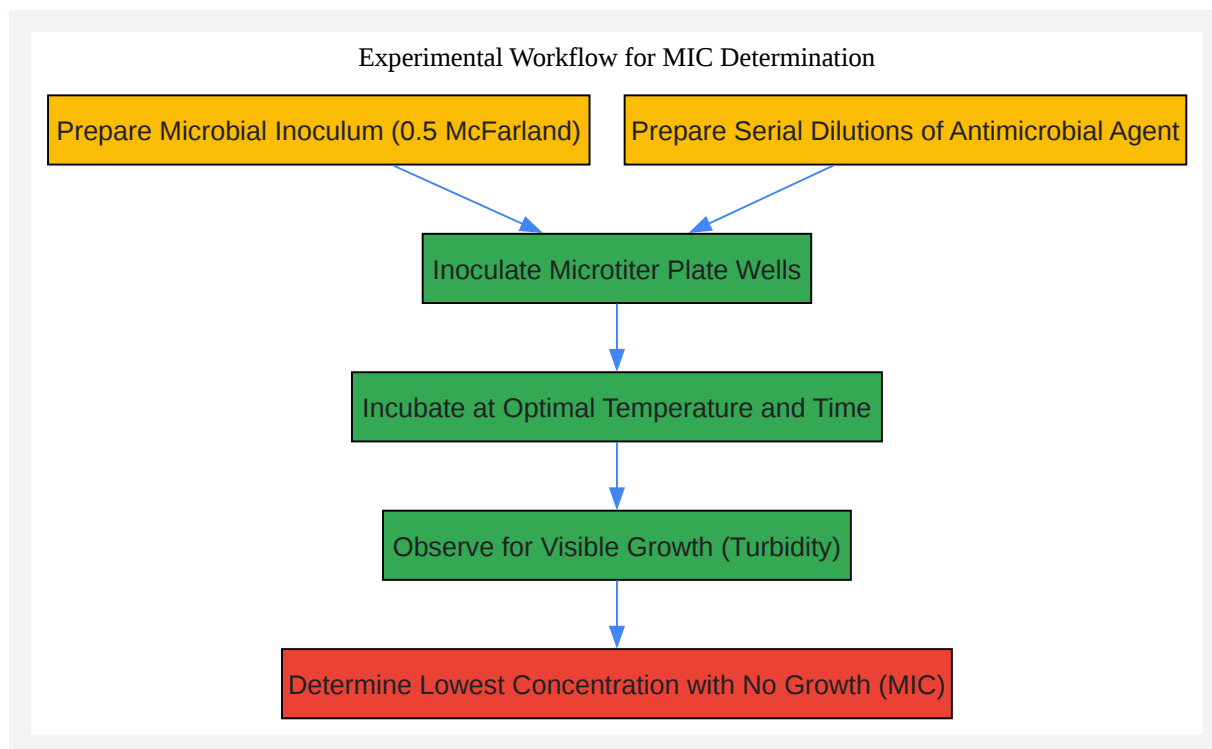 Experimental Workflow for MIC Determination
Prepare Microbial Inoculum (0.5 McFarland)
Prepare Serial Dilutions of Antimicrobial Agent
Inoculate Microtiter Plate Wells
Incubate at Optimal Temperature and Time
Observe for Visible Growth (Turbidity)
Determine Lowest Concentration with No Growth (MIC)